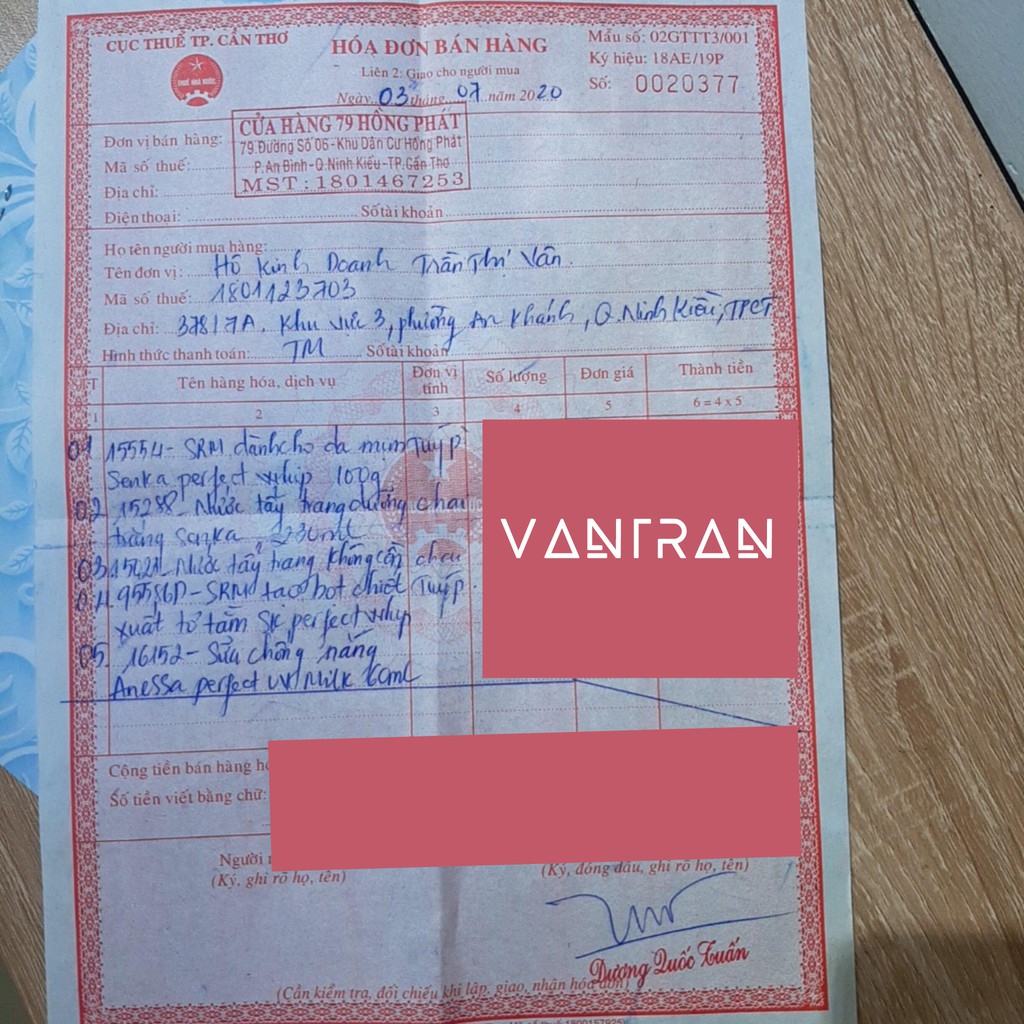 CỤC THUẾ TP. CẦN THƠ
THUẾ NHÀ NƯỚC
HÓA ĐƠN BÁN HÀNG
Liên 2: Giao cho người mua
Ngày 03 tháng 07 năm 2020
Mẫu số: 02GTTT3/001
Ký hiệu: 18AE/19P
Số: 0020377
CỬA HÀNG 79 HỒNG PHÁT
79 Đường Số 06-Khu Dân Cư Hồng Phát
P.An Bình-Q.Ninh Kiều-TP.Cần Thơ
MST : 1801467253
Đơn vị bán hàng:
Mã số thuế:
Địa chỉ:
Điện thoại: Số tài khoản
Họ tên người mua hàng:
Tên đơn vị: Hộ Kinh Doanh Trần Thị Vân
Mã số thuế: 1801123703
Địa chỉ: 378/7A, Khu vực 3, phường An Khánh, Q. Ninh Kiều, TPCT
Hình thức thanh toán: TM Số tài khoản
TT Tên hàng hóa, dịch vụ Đơn vị tính Số lượng Đơn giá Thành tiền
1 2 3 4 5 6 = 4 x 5
01 15554- SRM dành cho da mụn Tuýp
Senka perfect whip 100g
02 15288- Nước tẩy trang dưỡng chai
trắng Senka 230ml
03 Nước tẩy trang không cồn chai
04 SRM tạo bọt chiết Tuýp
xuất tơ tằm SK perfect whip
05 16152- Sữa chống nắng
Anessa perfect UV Milk 60ml
VANTRAN
Cộng tiền bán hàng
Số tiền viết bằng chữ:
Người
(Ký, ghi rõ họ, tên)
(Ký, đóng dấu, ghi rõ họ, tên)
Dương Quốc Tuấn
(Cần kiểm tra, đối chiếu khi lập, giao, nhận hóa đơn)